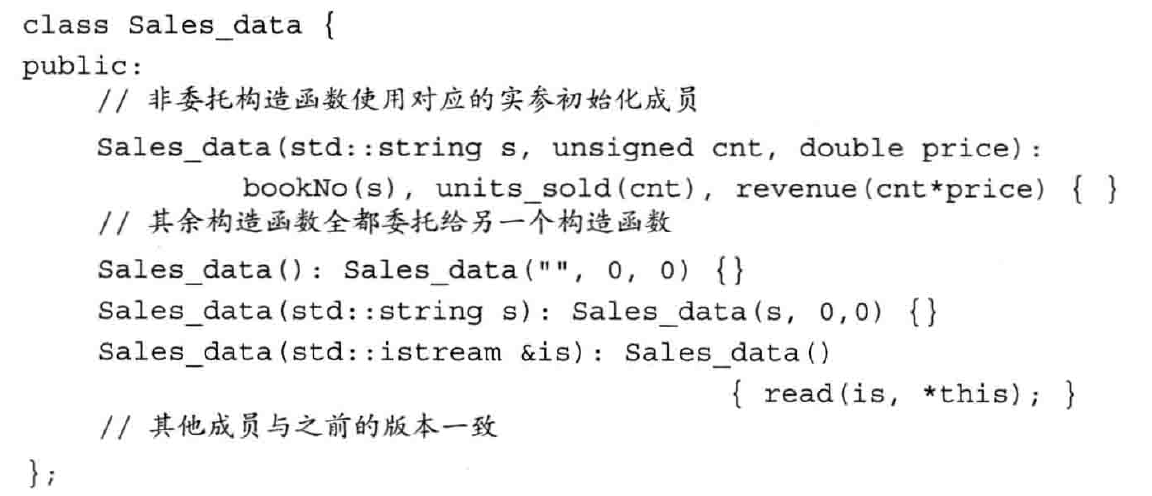 class Sales_data {
public:
// 非委托构造函数使用对应的实参初始化成员
Sales_data(std::string s, unsigned cnt, double price):
bookNo(s), units_sold(cnt), revenue(cnt*price) { }
// 其余构造函数全都委托给另一个构造函数
Sales_data(): Sales_data("", 0, 0) {}
Sales_data(std::string s): Sales_data(s, 0,0) {}
Sales_data(std::istream &is): Sales_data()
{ read(is, *this); }
// 其他成员与之前的版本一致
};